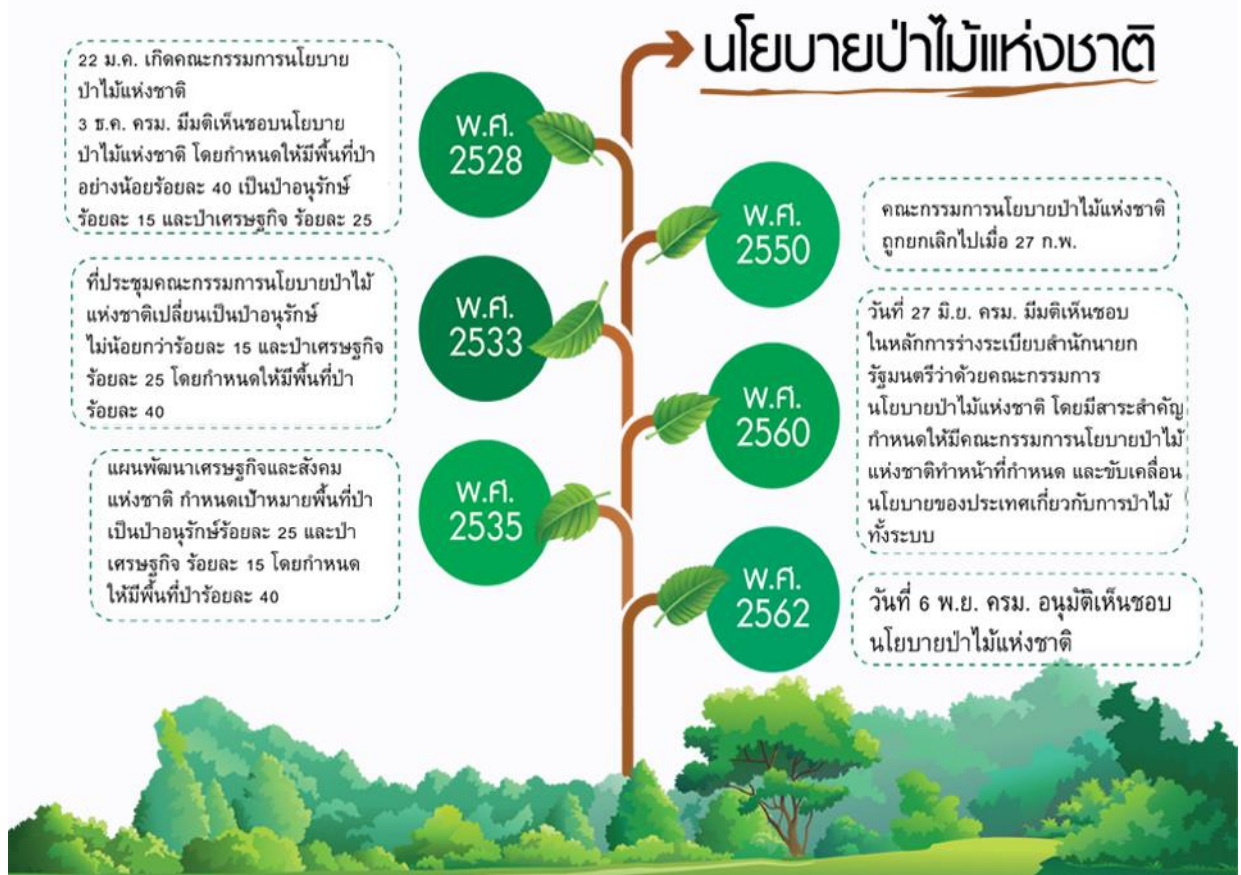 นโยบายป่าไม้แห่งชาติ
พ.ศ.
2528
22 ม.ค. เกิดคณะกรรมการนโยบาย
ป่าไม้แห่งชาติ
3 ธ.ค. ครม. มีมติเห็นชอบนโยบาย
ป่าไม้แห่งชาติ โดยกำหนดให้มีพื้นที่ป่า
อย่างน้อยร้อยละ 40 เป็นป่าอนุรักษ์
ร้อยละ 15 และป่าเศรษฐกิจ ร้อยละ 25
พ.ศ.
2533
ที่ประชุมคณะกรรมการนโยบายป่าไม้
แห่งชาติเปลี่ยนเป็นป่าอนุรักษ์
ไม่น้อยกว่าร้อยละ 15 และป่าเศรษฐกิจ
ร้อยละ 25 โดยกำหนดให้มีพื้นที่ป่า
ร้อยละ 40
พ.ศ.
2535
แผนพัฒนาเศรษฐกิจและสังคม
แห่งชาติ กำหนดเป้าหมายพื้นที่ป่า
เป็นป่าอนุรักษ์ร้อยละ 25 และป่า
เศรษฐกิจ ร้อยละ 15 โดยกำหนด
ให้มีพื้นที่ป่าร้อยละ 40
พ.ศ.
2550
คณะกรรมการนโยบายป่าไม้แห่งชาติ
ถูกยกเลิกไปเมื่อ 27 ก.พ.
พ.ศ.
2560
วันที่ 27 มิ.ย. ครม. มีมติเห็นชอบ
ในหลักการร่างระเบียบสำนักนายก
รัฐมนตรีว่าด้วยคณะกรรมการ
นโยบายป่าไม้แห่งชาติ โดยมีสาระสำคัญ
กำหนดให้มีคณะกรรมการนโยบายป่าไม้
แห่งชาติทำหน้าที่กำหนด และขับเคลื่อน
นโยบายของประเทศเกี่ยวกับการป่าไม้
ทั้งระบบ
พ.ศ.
2562
วันที่ 6 พ.ย. ครม. อนุมัติเห็นชอบ
นโยบายป่าไม้แห่งชาติ